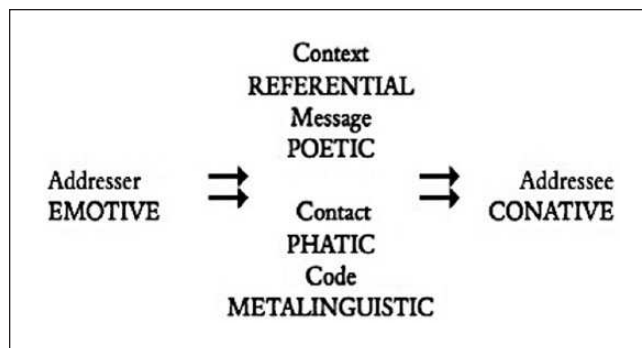 Context
REFERENTIAL
Message
POETIC
Addresser
EMOTIVE
Contact
PHATIC
Code
METALINGUISTIC
Addressee
CONATIVE